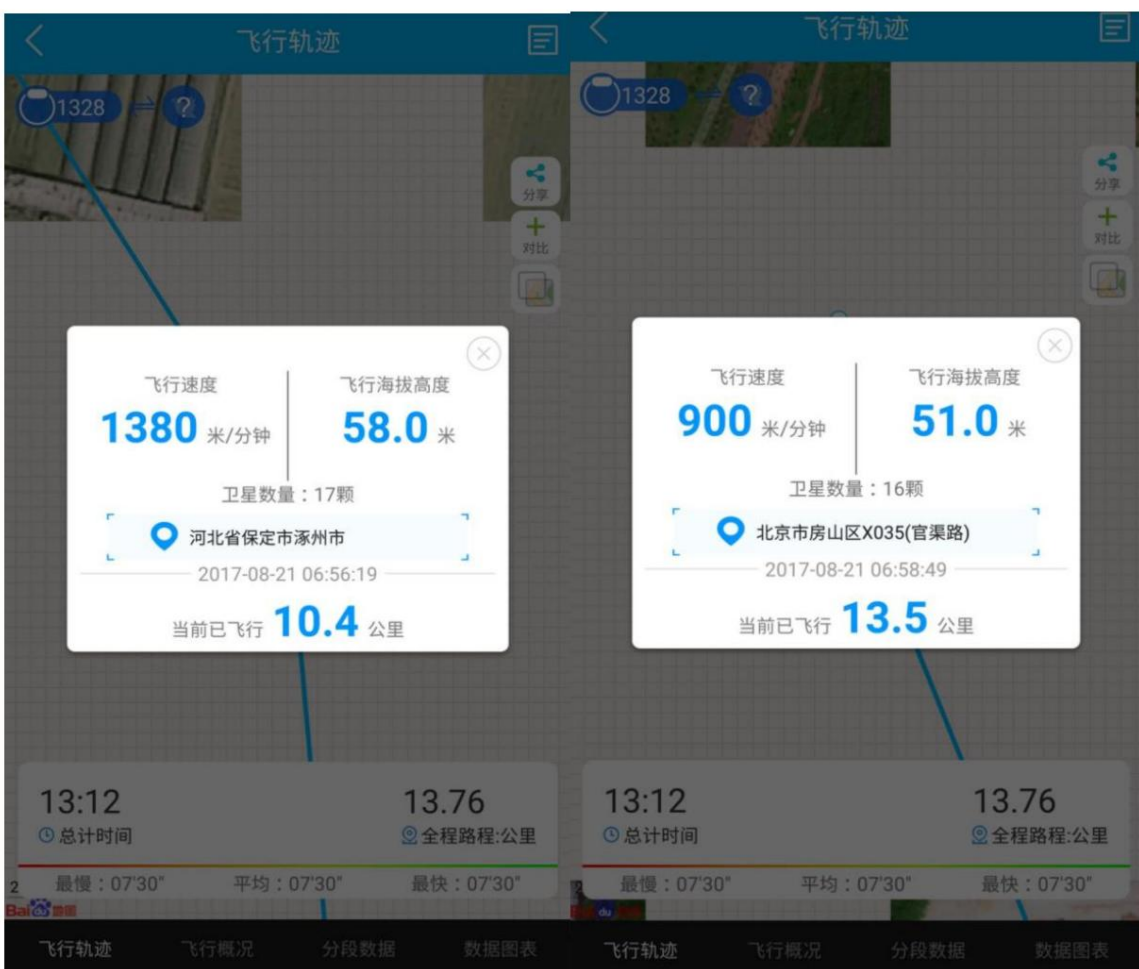 飞行轨迹
1328
?
分享
对比
飞行速度
飞行海拔高度
1380 米/分钟
58.0 米
卫星数量：17颗
河北省保定市涿州市
2017-08-21 06:56:19
当前已飞行 10.4 公里
13:12
13.76
总计时间
全程路程:公里
2
最慢：07'30"
平均：07'30"
最快：07'30"
Bai du 地图
飞行轨迹
飞行概况
分段数据
数据图表
飞行轨迹
1328
?
分享
对比
飞行速度
飞行海拔高度
900 米/分钟
51.0 米
卫星数量：16颗
北京市房山区X035(官渠路)
2017-08-21 06:58:49
当前已飞行 13.5 公里
13:12
13.76
总计时间
全程路程:公里
最慢：07'30"
平均：07'30"
最快：07'30"
du
飞行轨迹
飞行概况
分段数据
数据图表